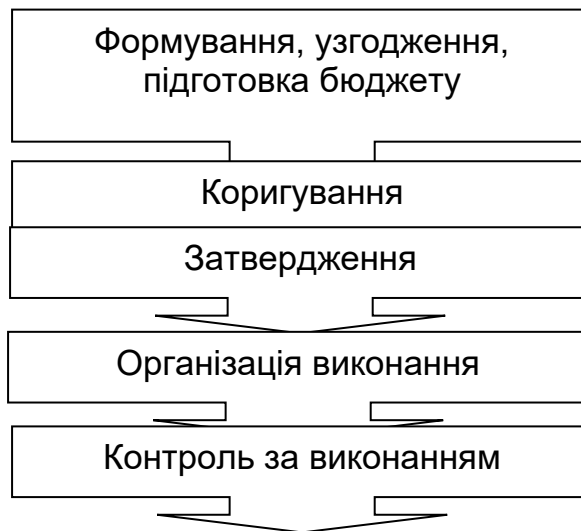 Формування, узгодження,
підготовка бюджету
Коригування
Затвердження
Організація виконання
Контроль за виконанням